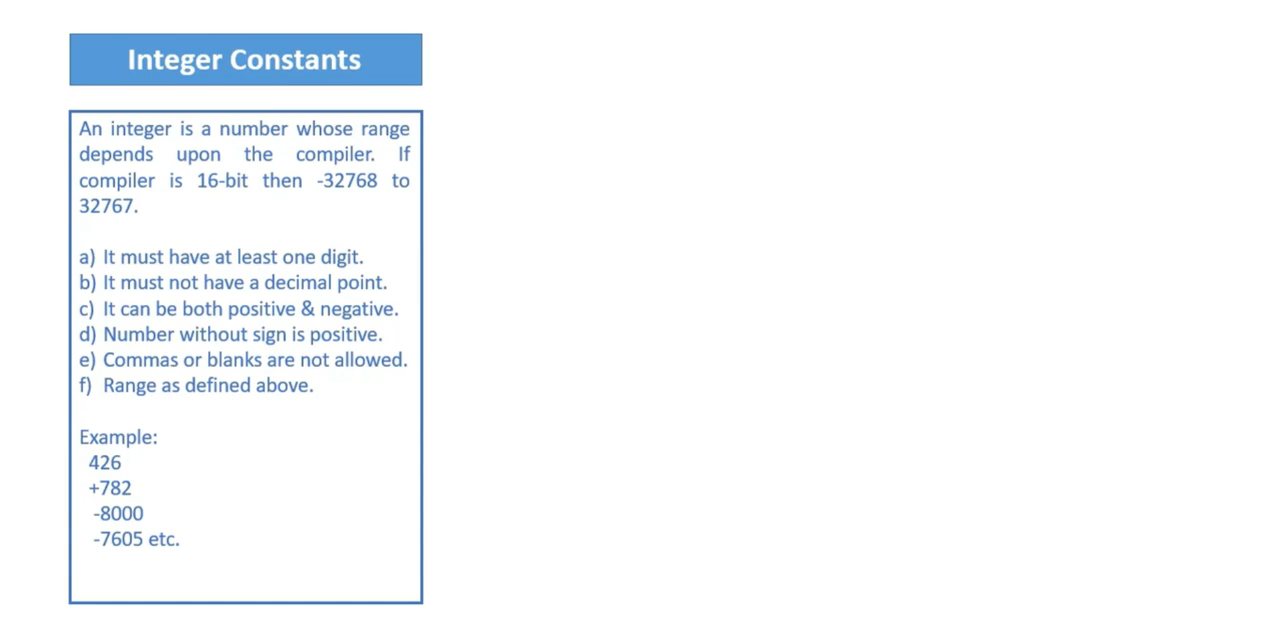 Integer Constants
An integer is a number whose range
depends upon the compiler. If
compiler is 16-bit then -32768 to
32767.
a) It must have at least one digit.
b) It must not have a decimal point.
c) It can be both positive & negative.
d) Number without sign is positive.
e) Commas or blanks are not allowed.
f) Range as defined above.
Example:
426
+782
-8000
-7605 etc.